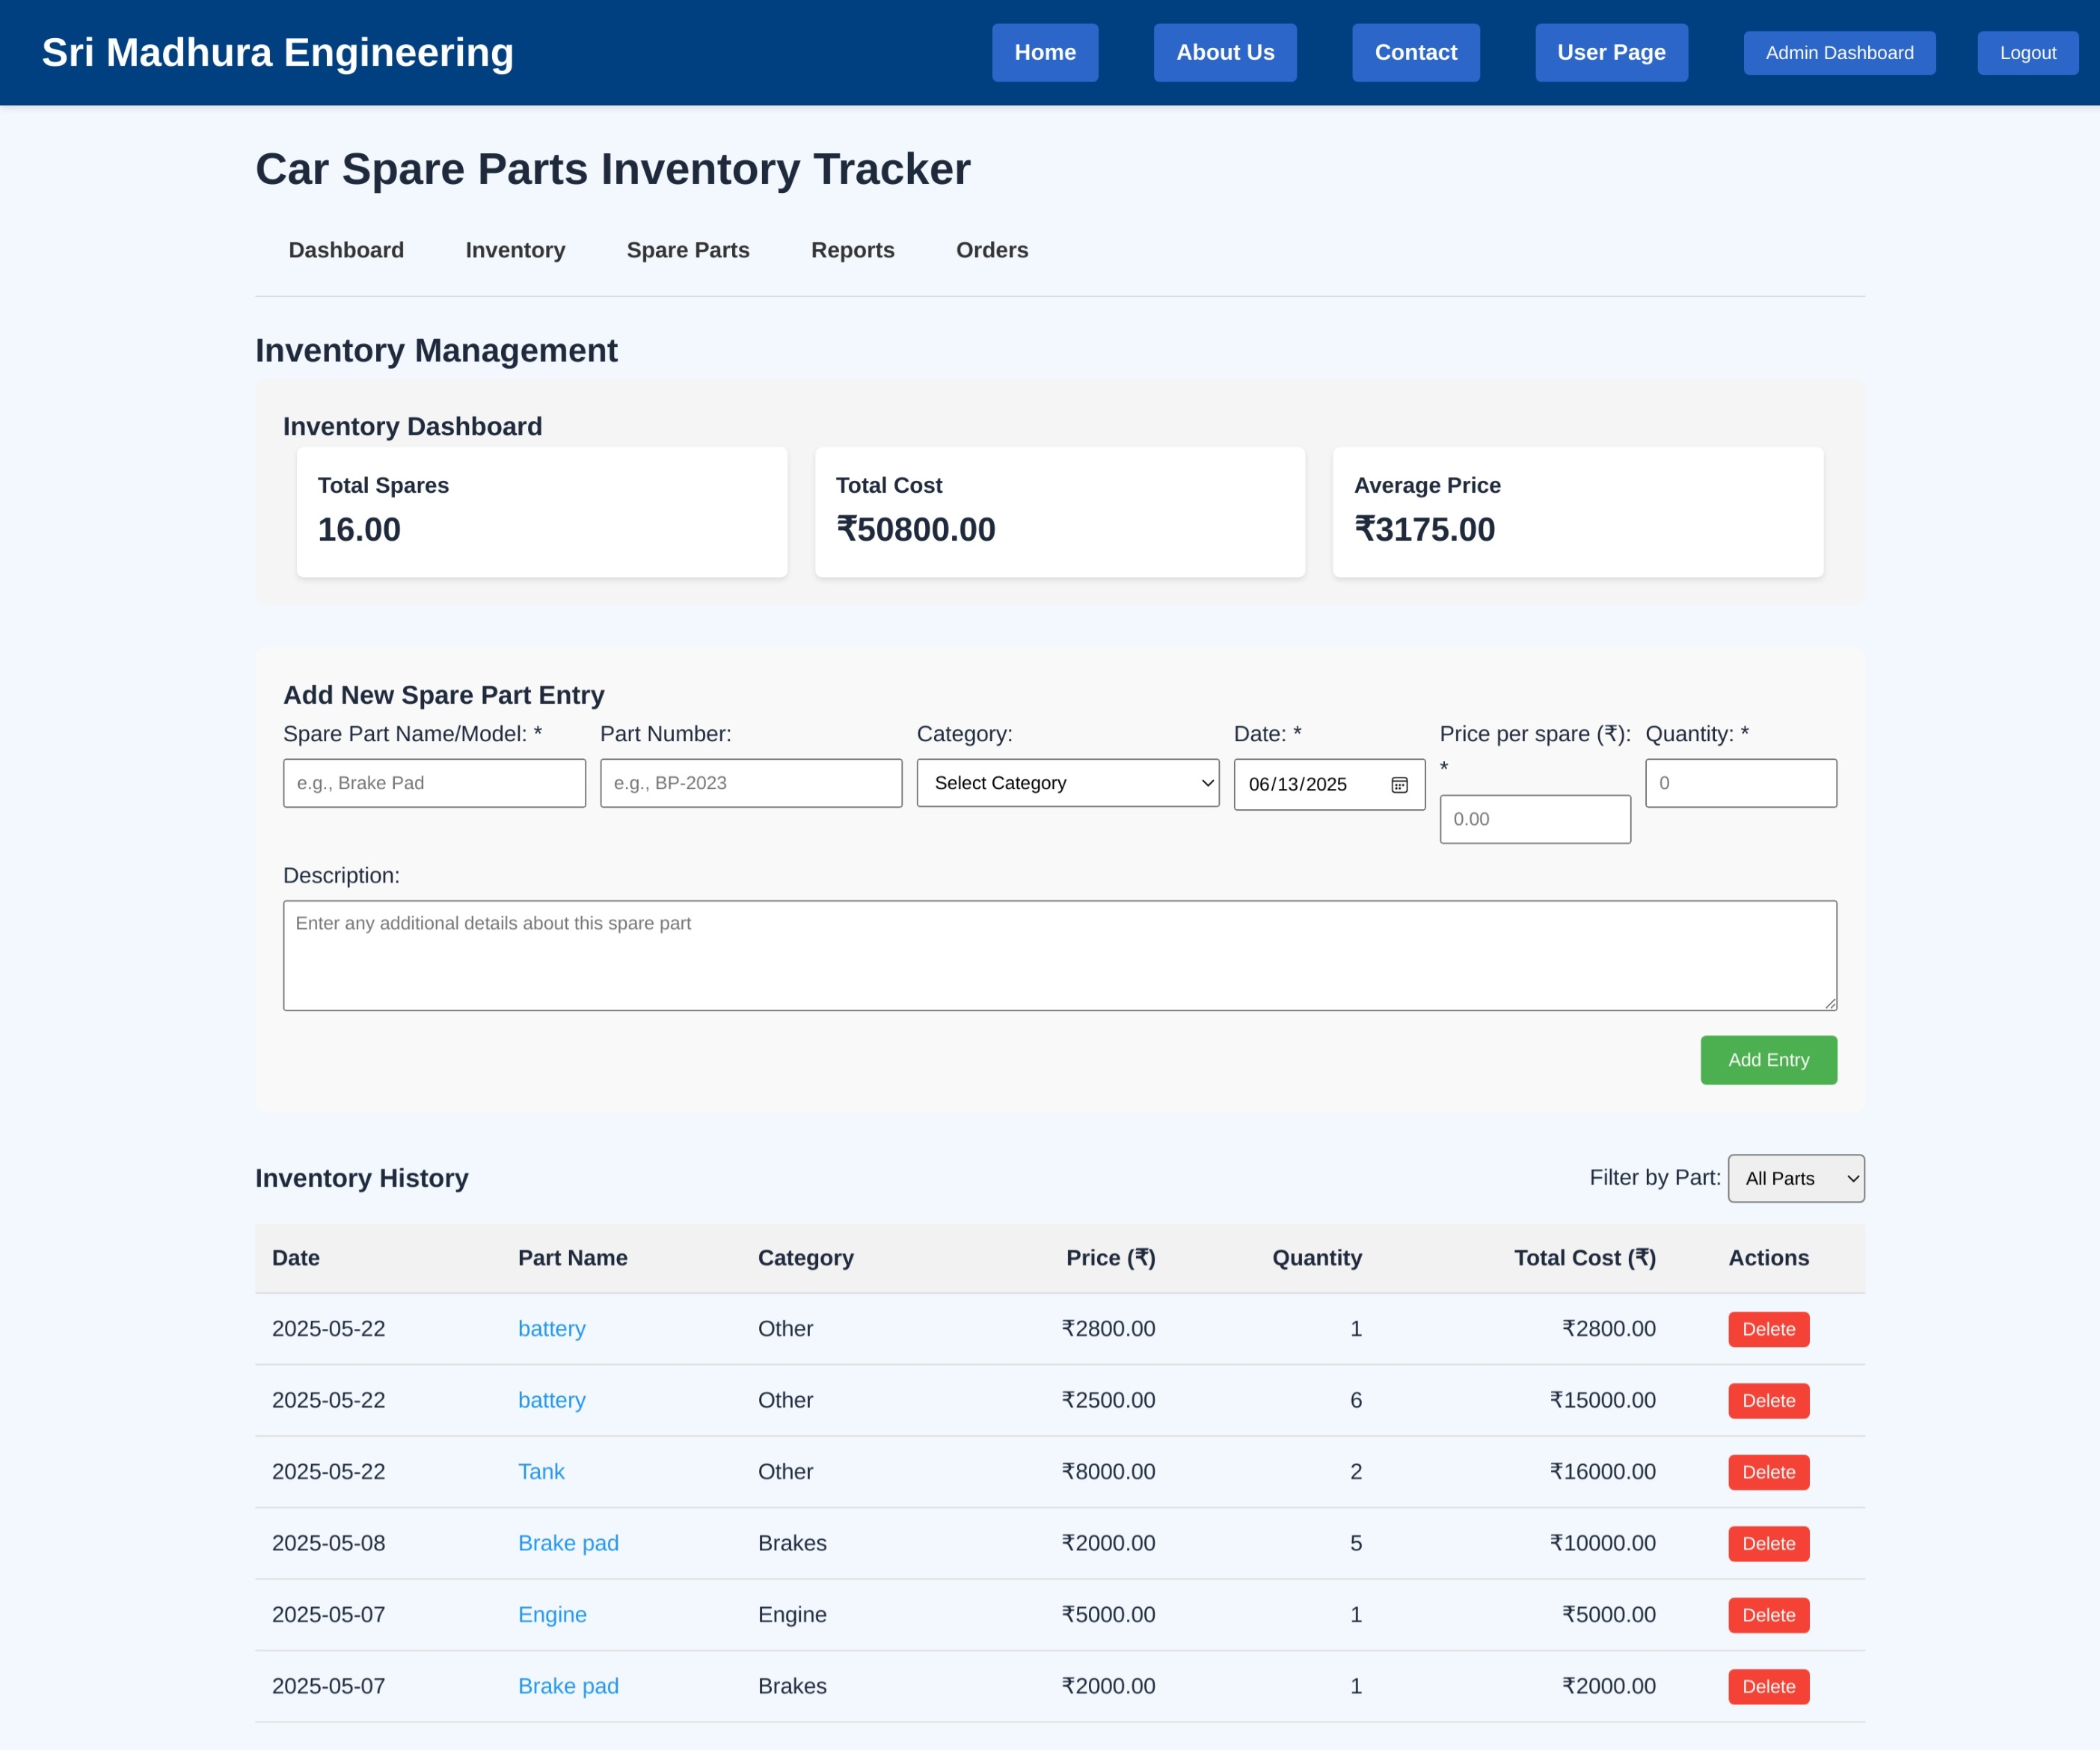 Sri Madhura Engineering
Home About Us Contact User Page Admin Dashboard Logout
Car Spare Parts Inventory Tracker
Dashboard Inventory Spare Parts Reports Orders
Inventory Management
Inventory Dashboard
Total Spares Total Cost Average Price
16.00 ₹50800.00 ₹3175.00
Add New Spare Part Entry
Spare Part Name/Model: * Part Number: Category: Date: * Price per spare (₹): * Quantity: *
e.g., Brake Pad e.g., BP-2023 Select Category 06/13/2025 0.00 0
Description:
Enter any additional details about this spare part
Add Entry
Inventory History Filter by Part: All Parts
Date Part Name Category Price (₹) Quantity Total Cost (₹) Actions
2025-05-22 battery Other ₹2800.00 1 ₹2800.00 Delete
2025-05-22 battery Other ₹2500.00 6 ₹15000.00 Delete
2025-05-22 Tank Other ₹8000.00 2 ₹16000.00 Delete
2025-05-08 Brake pad Brakes ₹2000.00 5 ₹10000.00 Delete
2025-05-07 Engine Engine ₹5000.00 1 ₹5000.00 Delete
2025-05-07 Brake pad Brakes ₹2000.00 1 ₹2000.00 Delete